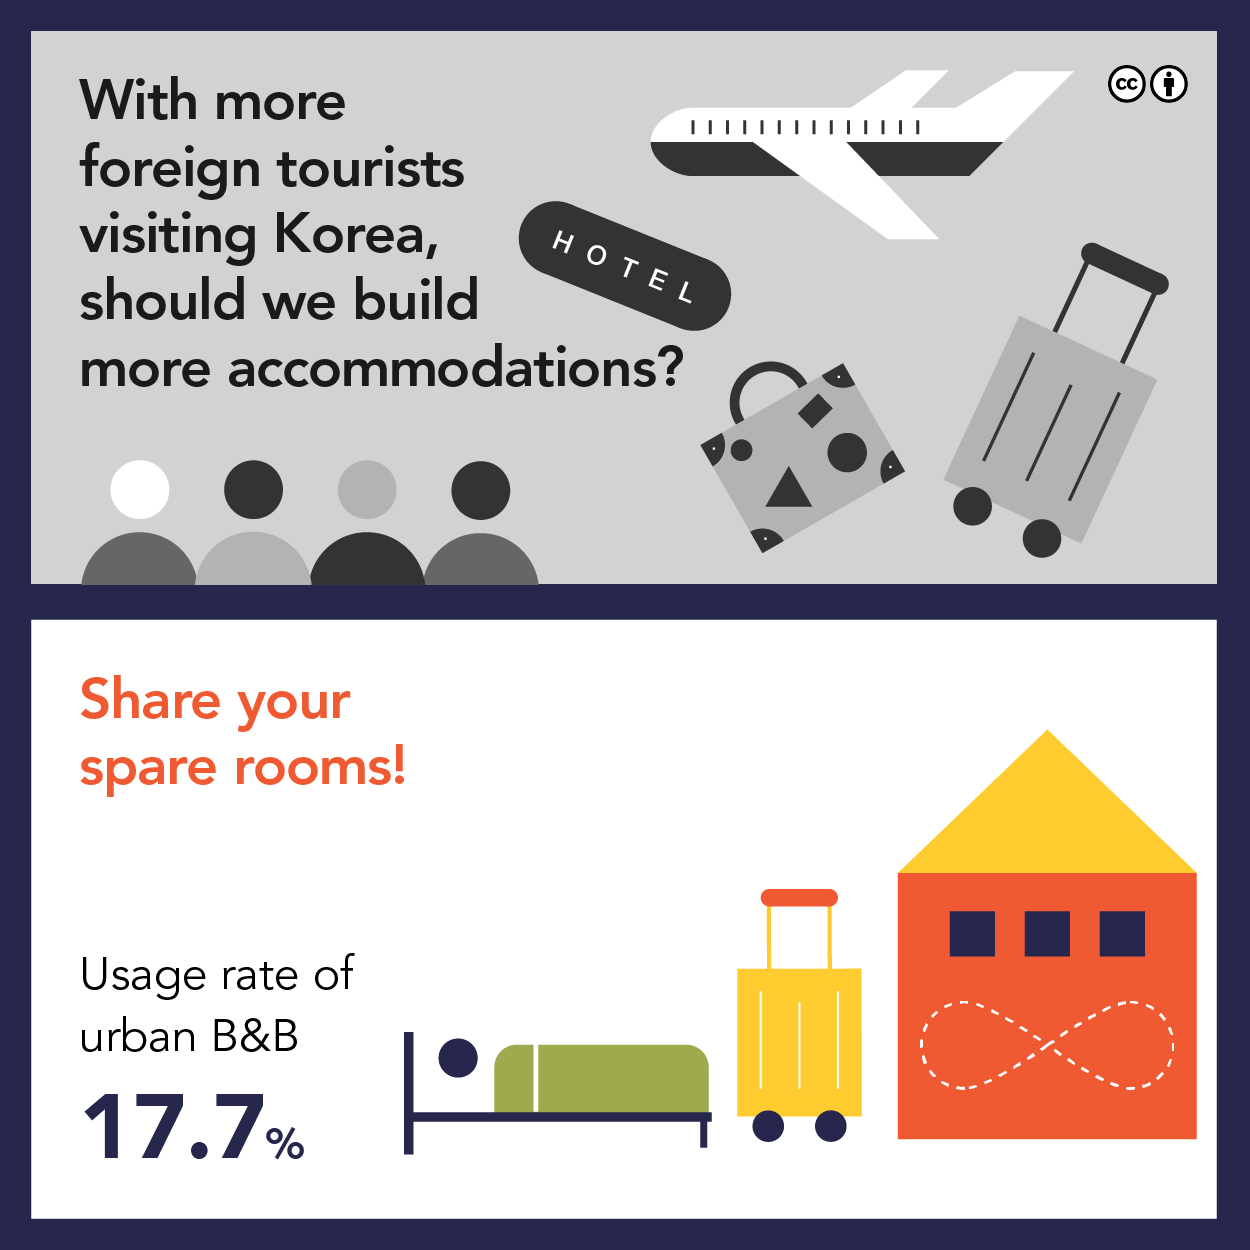 With more
foreign tourists
visiting Korea,
should we build
more accommodations?
HOTEL
cc
Share your
spare rooms!
Usage rate of
urban B&B
17.7%